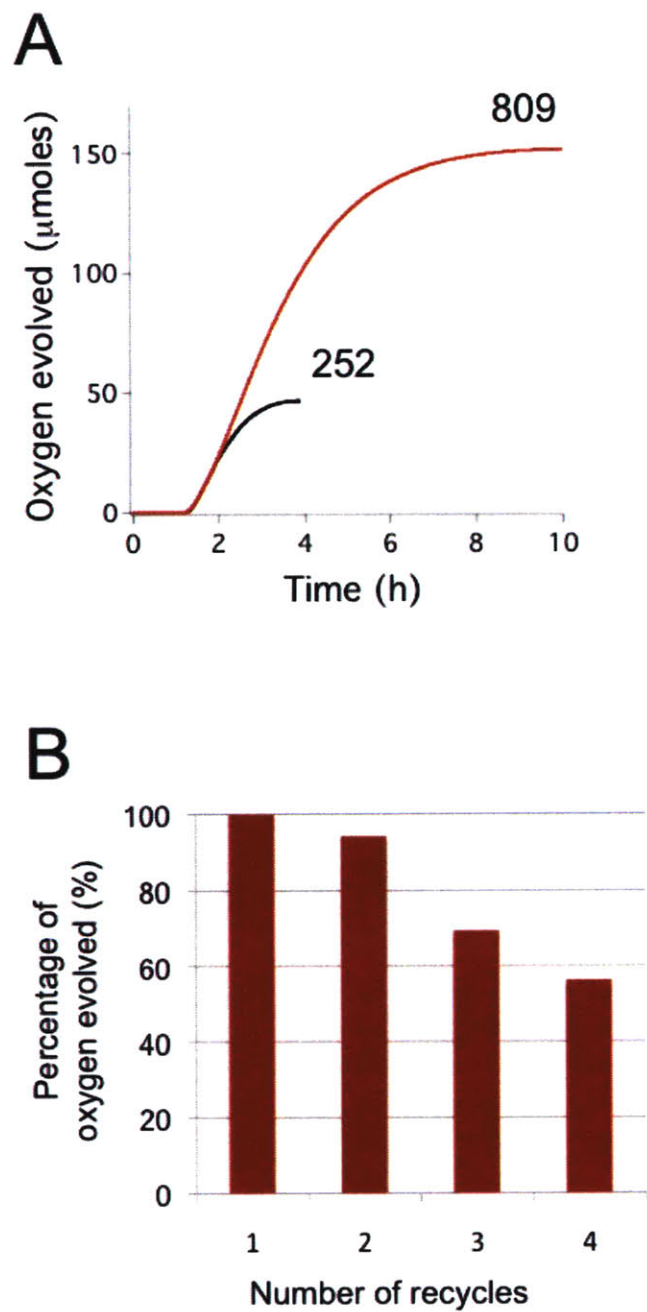 A
809
252
Oxygen evolved (μmoles)
150
100
50
0
0 2 4 6 8 10
Time (h)
B
Percentage of
oxygen evolved (%)
100
80
60
40
20
0
1 2 3 4
Number of recycles